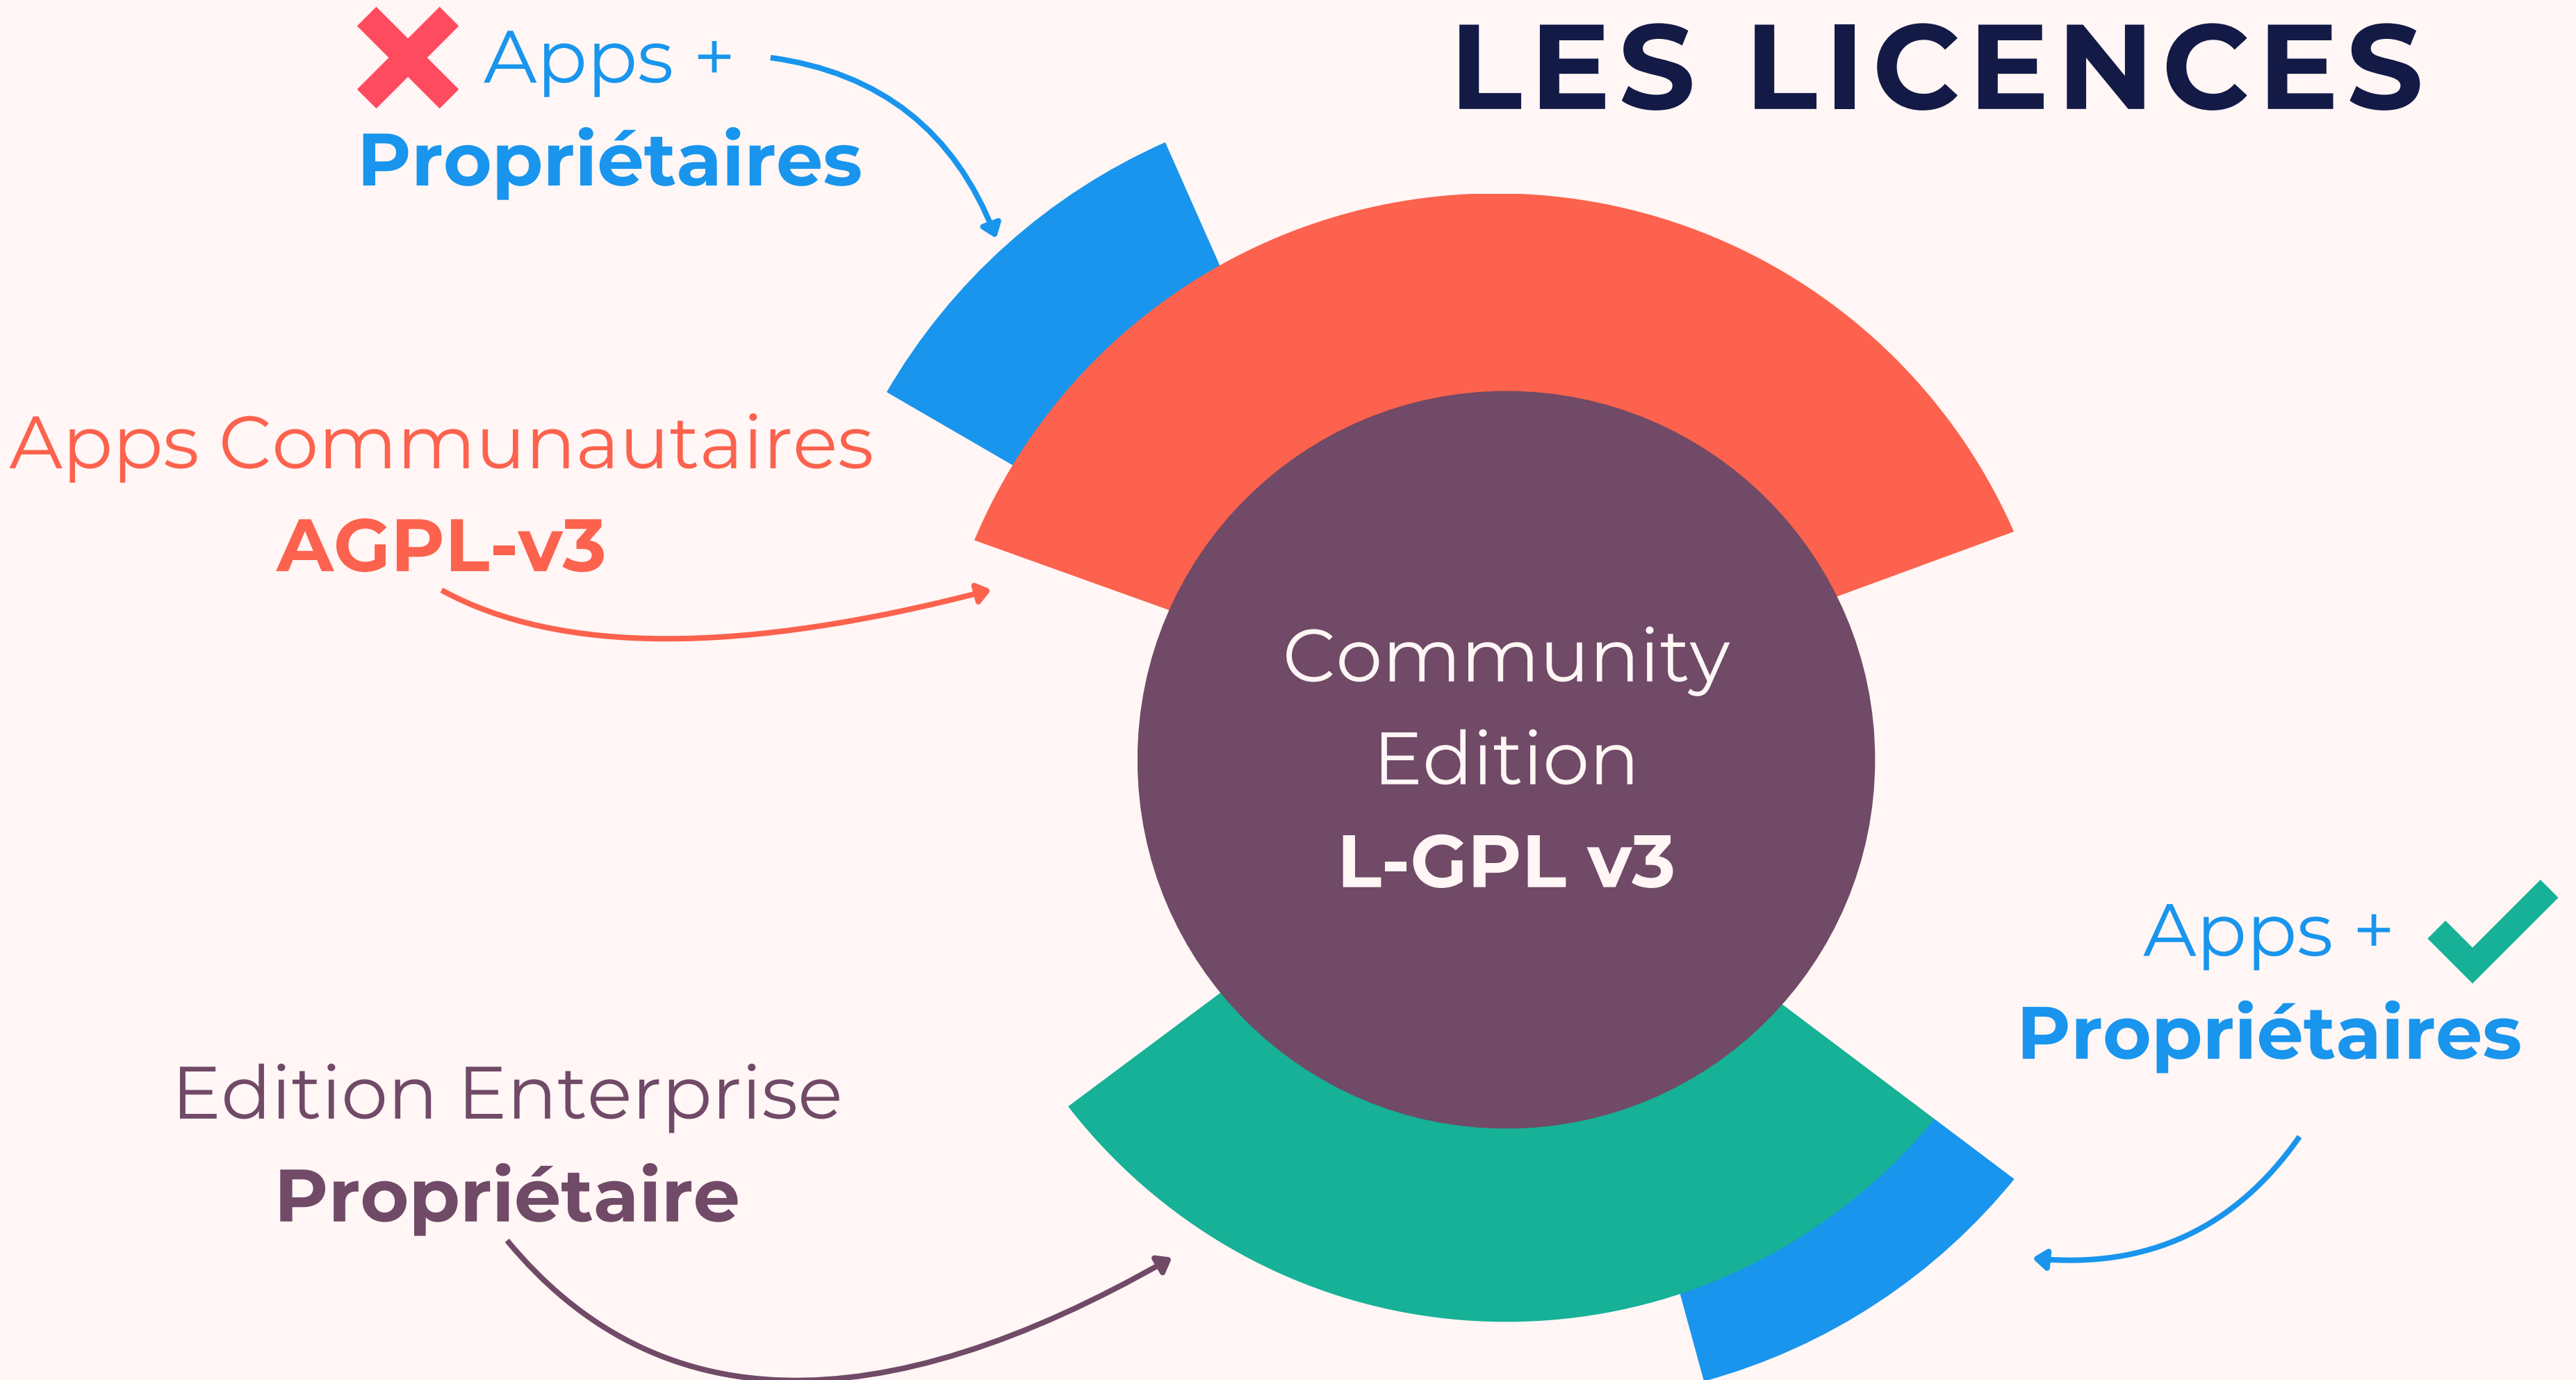 LES LICENCES
Apps +
Propriétaires
Apps Communautaires
AGPL-v3
Community
Edition
L-GPL v3
Apps +
Propriétaires
Edition Enterprise
Propriétaire